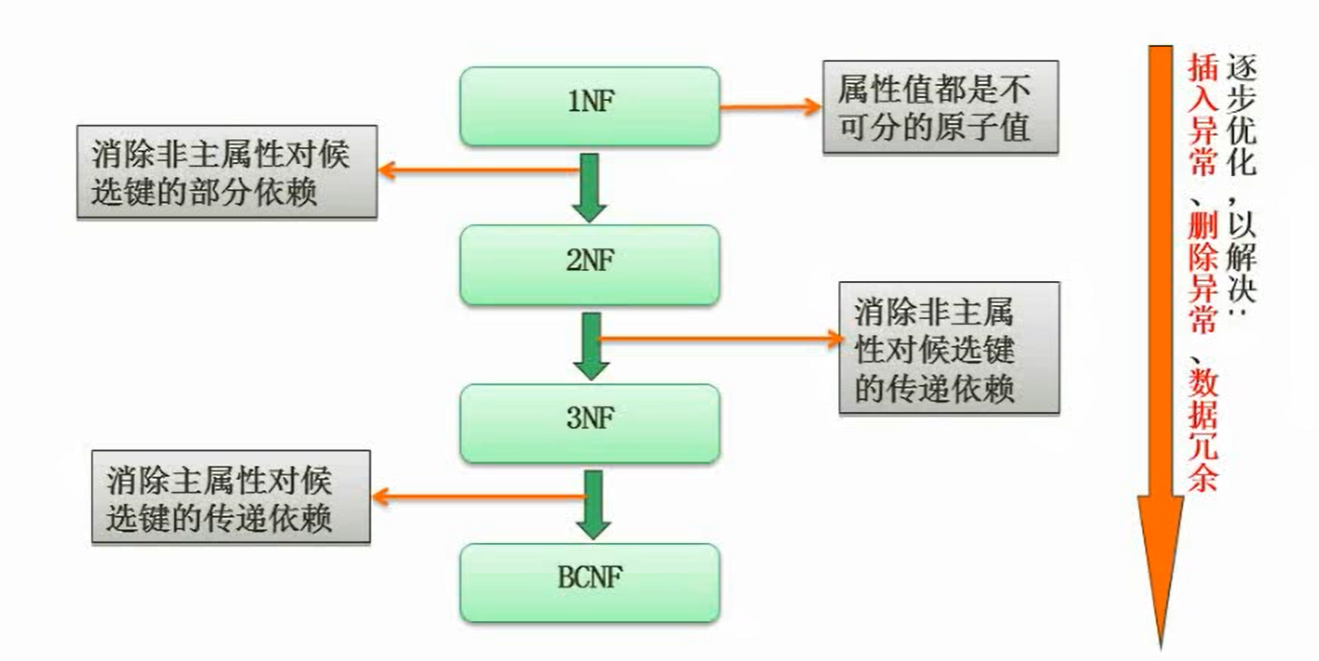 1NF
属性值都是不
可分的原子值
消除非主属性对候
选键的部分依赖
2NF
消除非主属
性对候选键
的传递依赖
3NF
消除主属性对候
选键的传递依赖
BCNF
逐步优化,以解决:
插入异常、删除异常、数据冗余